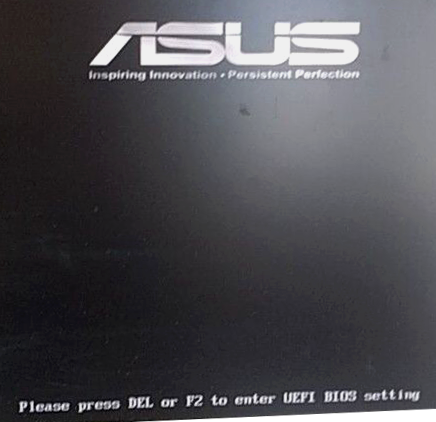 ASUS
Inspiring Innovation • Persistent Perfection
Please press DEL or F2 to enter UEFI BIOS setting